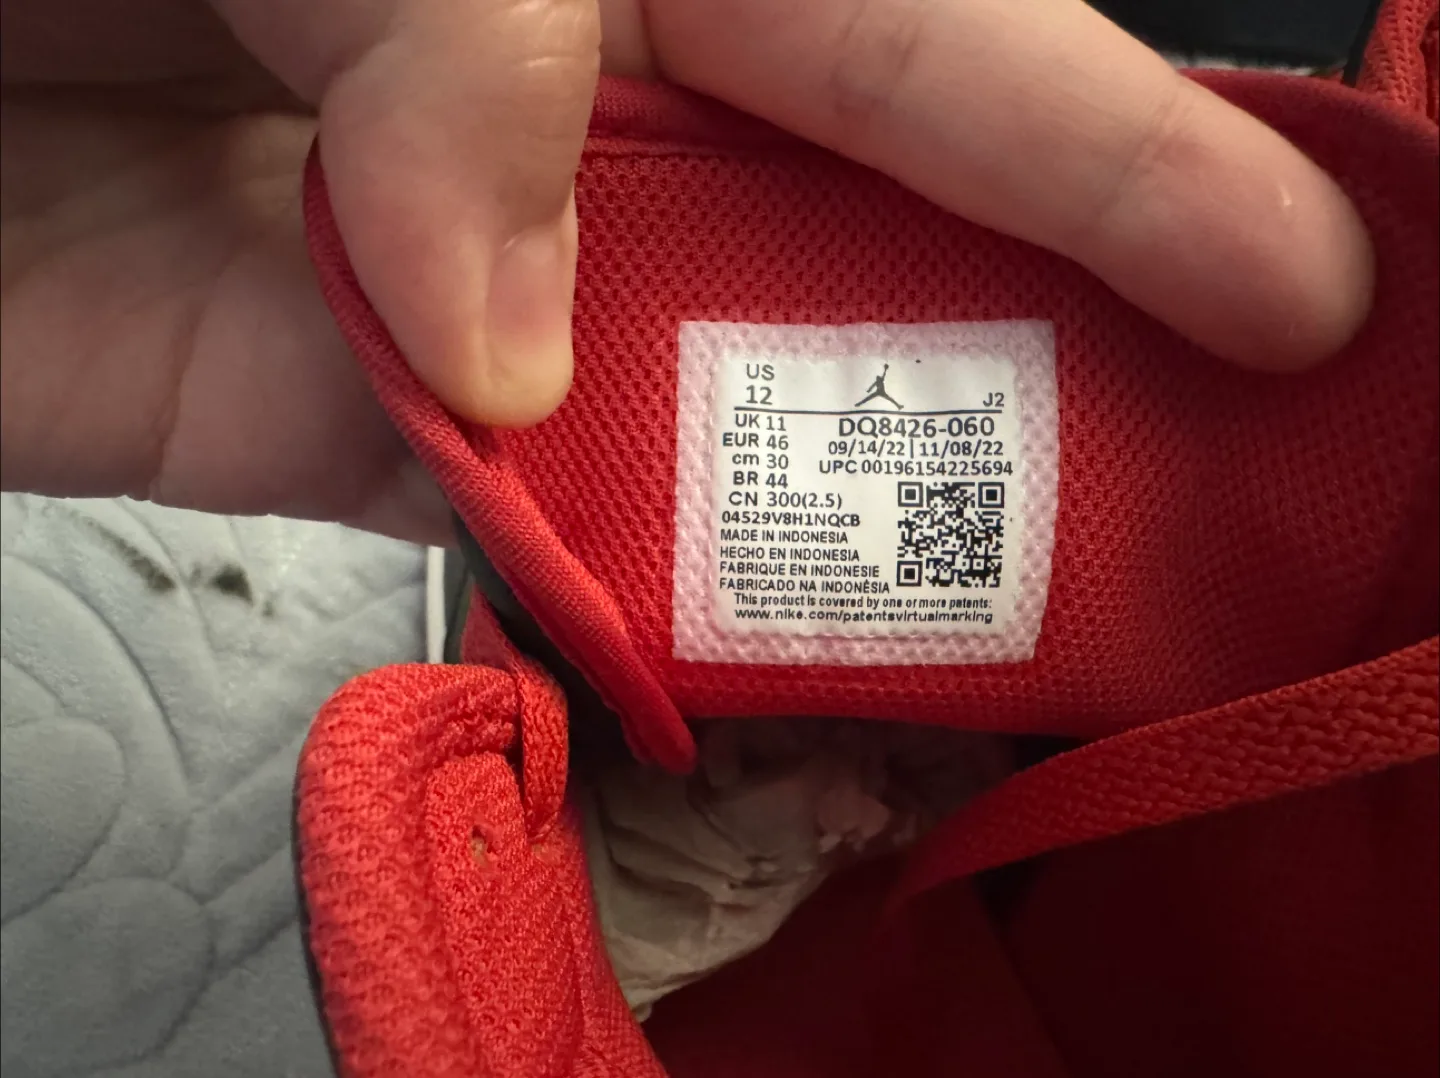 US
12
J2
UK 11
DQ8426-060
EUR 46
09/14/22|11/08/22
cm 30
UPC 00196154225694
BR 44
CN 300(2.5)
04529V8H1NQCB
MADE IN INDONESIA
HECHO EN INDONESIA
FABRIQUE EN INDONESIE
FABRICADO NA INDONÉSIA
This product is covered by one or more patents:
www.nike.com/patentsvirtualmarking